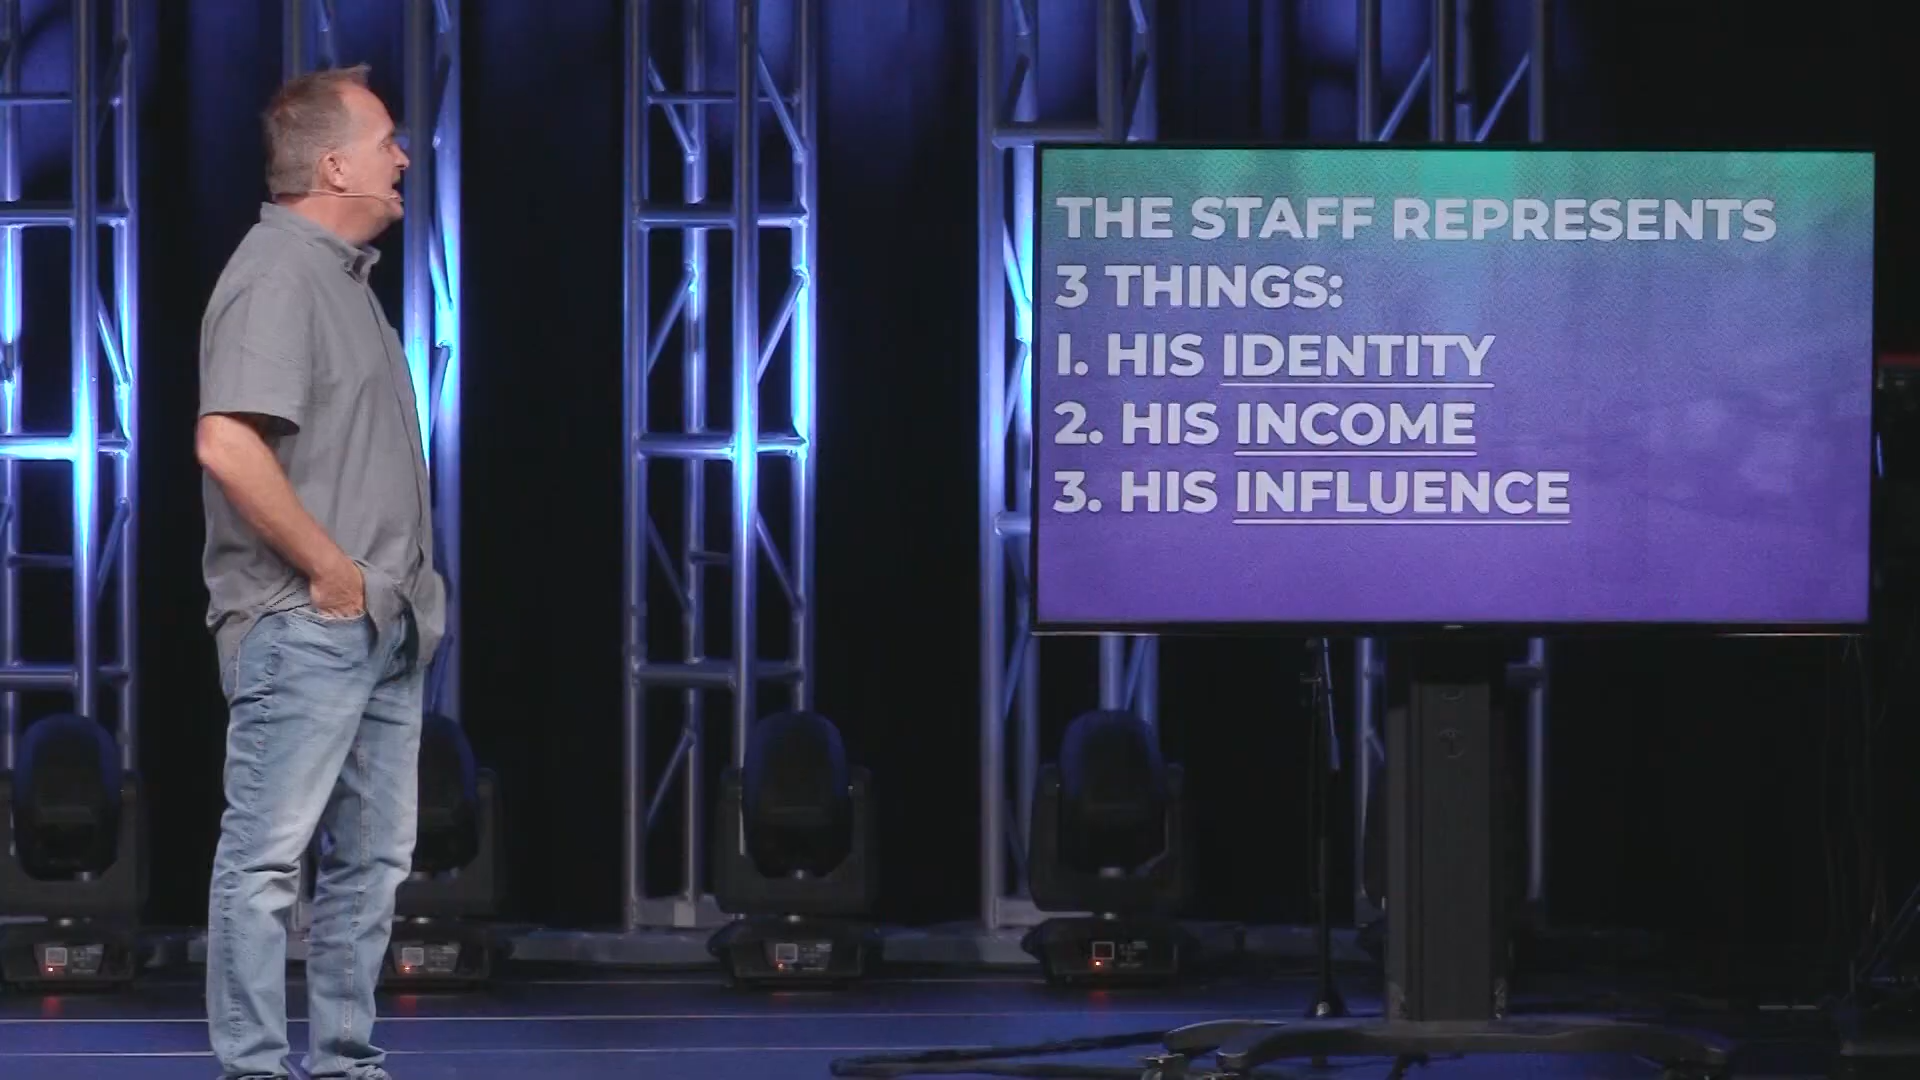 THE STAFF REPRESENTS
3 THINGS:
1. HIS IDENTITY
2. HIS INCOME
3. HIS INFLUENCE